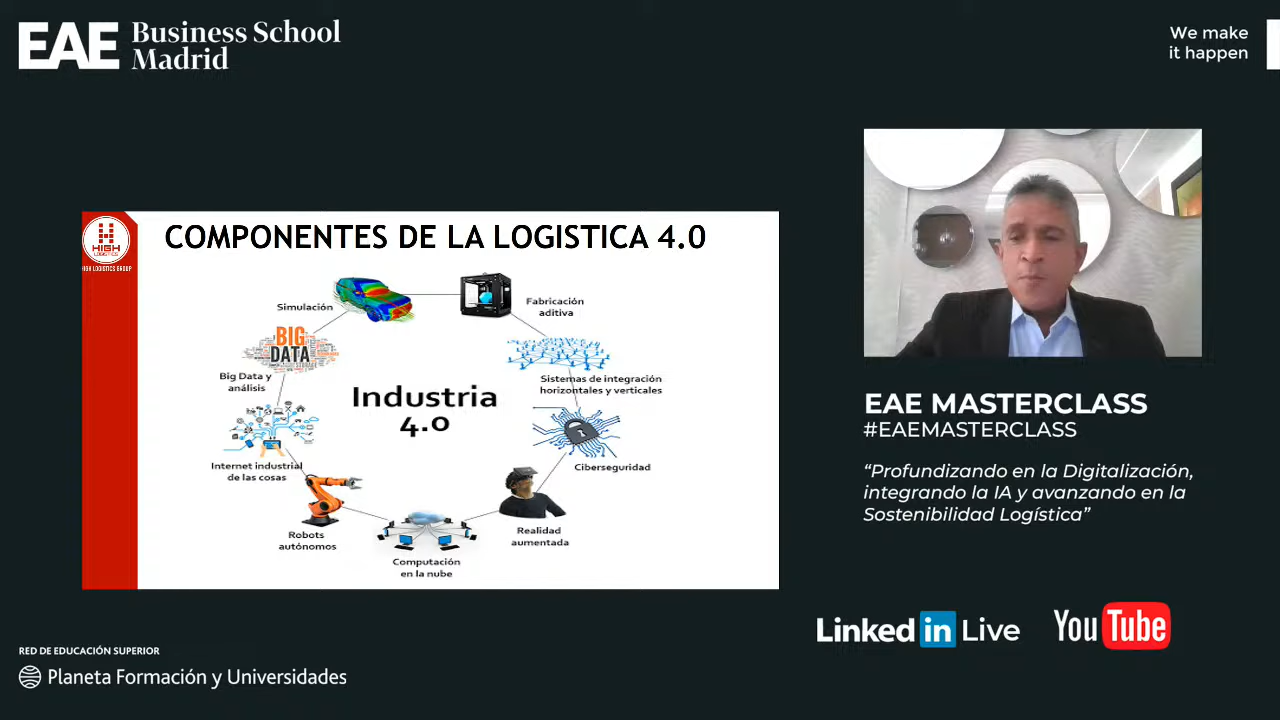 EAE Business School
Madrid
We make
it happen
HIGH
LOGISTICS
HIGH LOGISTICS GROUP
COMPONENTES DE LA LOGISTICA 4.0
Simulación
Fabricación
aditiva
BIG
DATA
Big Data y
análisis
Sistemas de integración
horizontales y verticales
Industria
4.0
Internet industrial
de las cosas
Ciberseguridad
Robots
autónomos
Realidad
aumentada
Computación
en la nube
EAE MASTERCLASS
#EAEMASTERCLASS
“Profundizando en la Digitalización,
integrando la IA y avanzando en la
Sostenibilidad Logística”
Linked in Live
YouTube
RED DE EDUCACIÓN SUPERIOR
Planeta Formación y Universidades